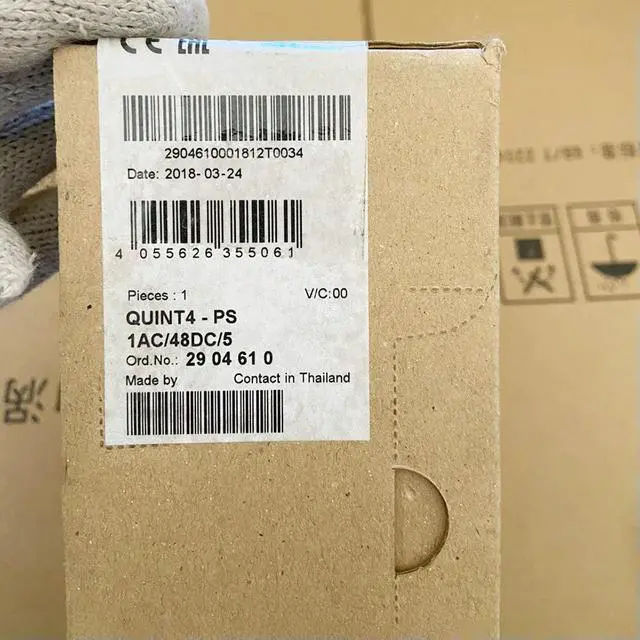 CE EAC
2904610001812T0034
Date: 2018-03-24
4 055626 355061
Pieces : 1 V/C:00
QUINT4 - PS
1AC/48DC/5
Ord.No.: 29 04 61 0
Made by Contact in Thailand